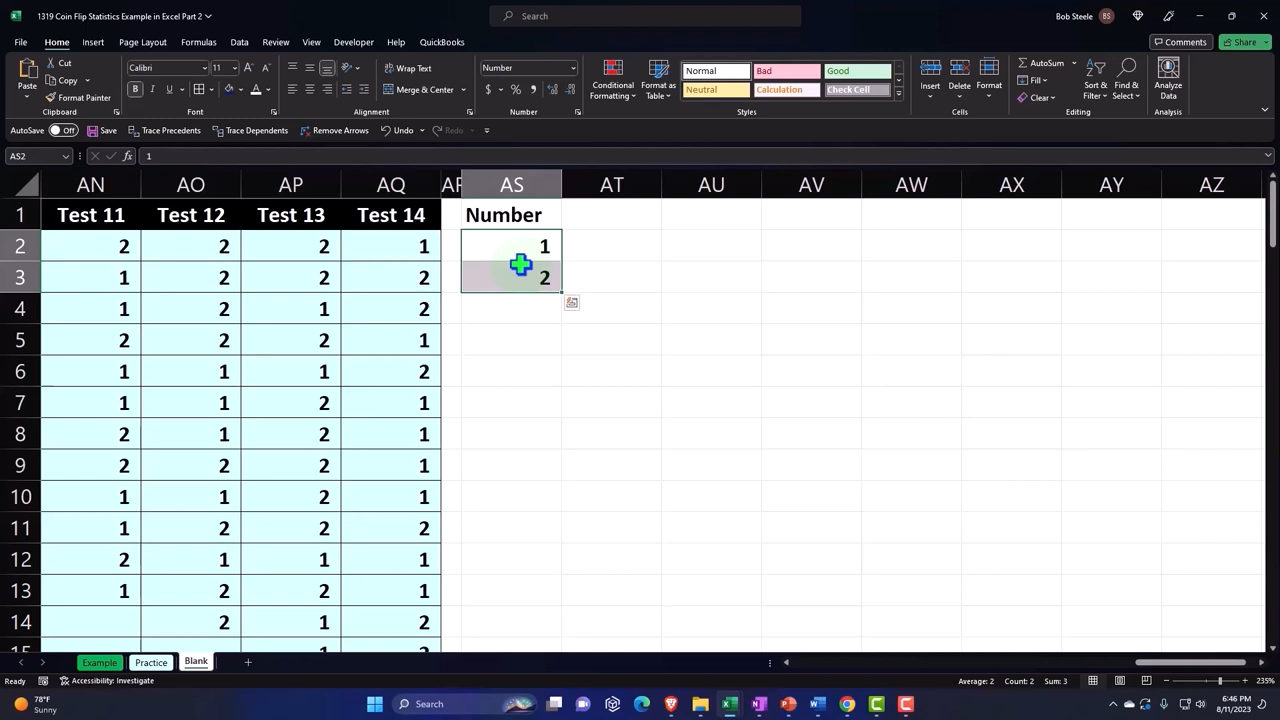 1319 Coin Flip Statistics Example in Excel Part 2
Search
Bob Steele
BS
File Home Insert Page Layout Formulas Data Review View Developer Help QuickBooks
Comments
Share
Cut
Copy
Format Painter
Paste
Clipboard
Calibri
11
Font
Wrap Text
Merge & Center
Alignment
Number
Number
Conditional Formatting
Format as Table
Normal Bad Good
Neutral Calculation Check Cell
Styles
Insert Delete Format
Cells
AutoSum
Fill
Clear
Sort & Filter
Find & Select
Editing
Analyze Data
Analysis
AutoSave Off Save Trace Precedents Trace Dependents Remove Arrows Undo Redo
AS2 fx 1
AN AO AP AQ AS AT AU AV AW AX AY AZ
1 Test 11 Test 12 Test 13 Test 14 Number
2 2 2 2 1 1
3 1 2 2 2 2
4 1 2 1 2
5 2 2 2 1
6 1 1 1 2
7 1 1 2 1
8 2 1 2 1
9 2 2 2 1
10 1 1 2 1
11 1 2 2 2
12 2 1 1 1
13 1 2 2 1
14 2 1 2
Example Practice Blank
Ready Accessibility: Investigate Average: 2 Count: 2 Sum: 3 235%
78°F
Sunny
Search
6:46 PM
8/11/2023